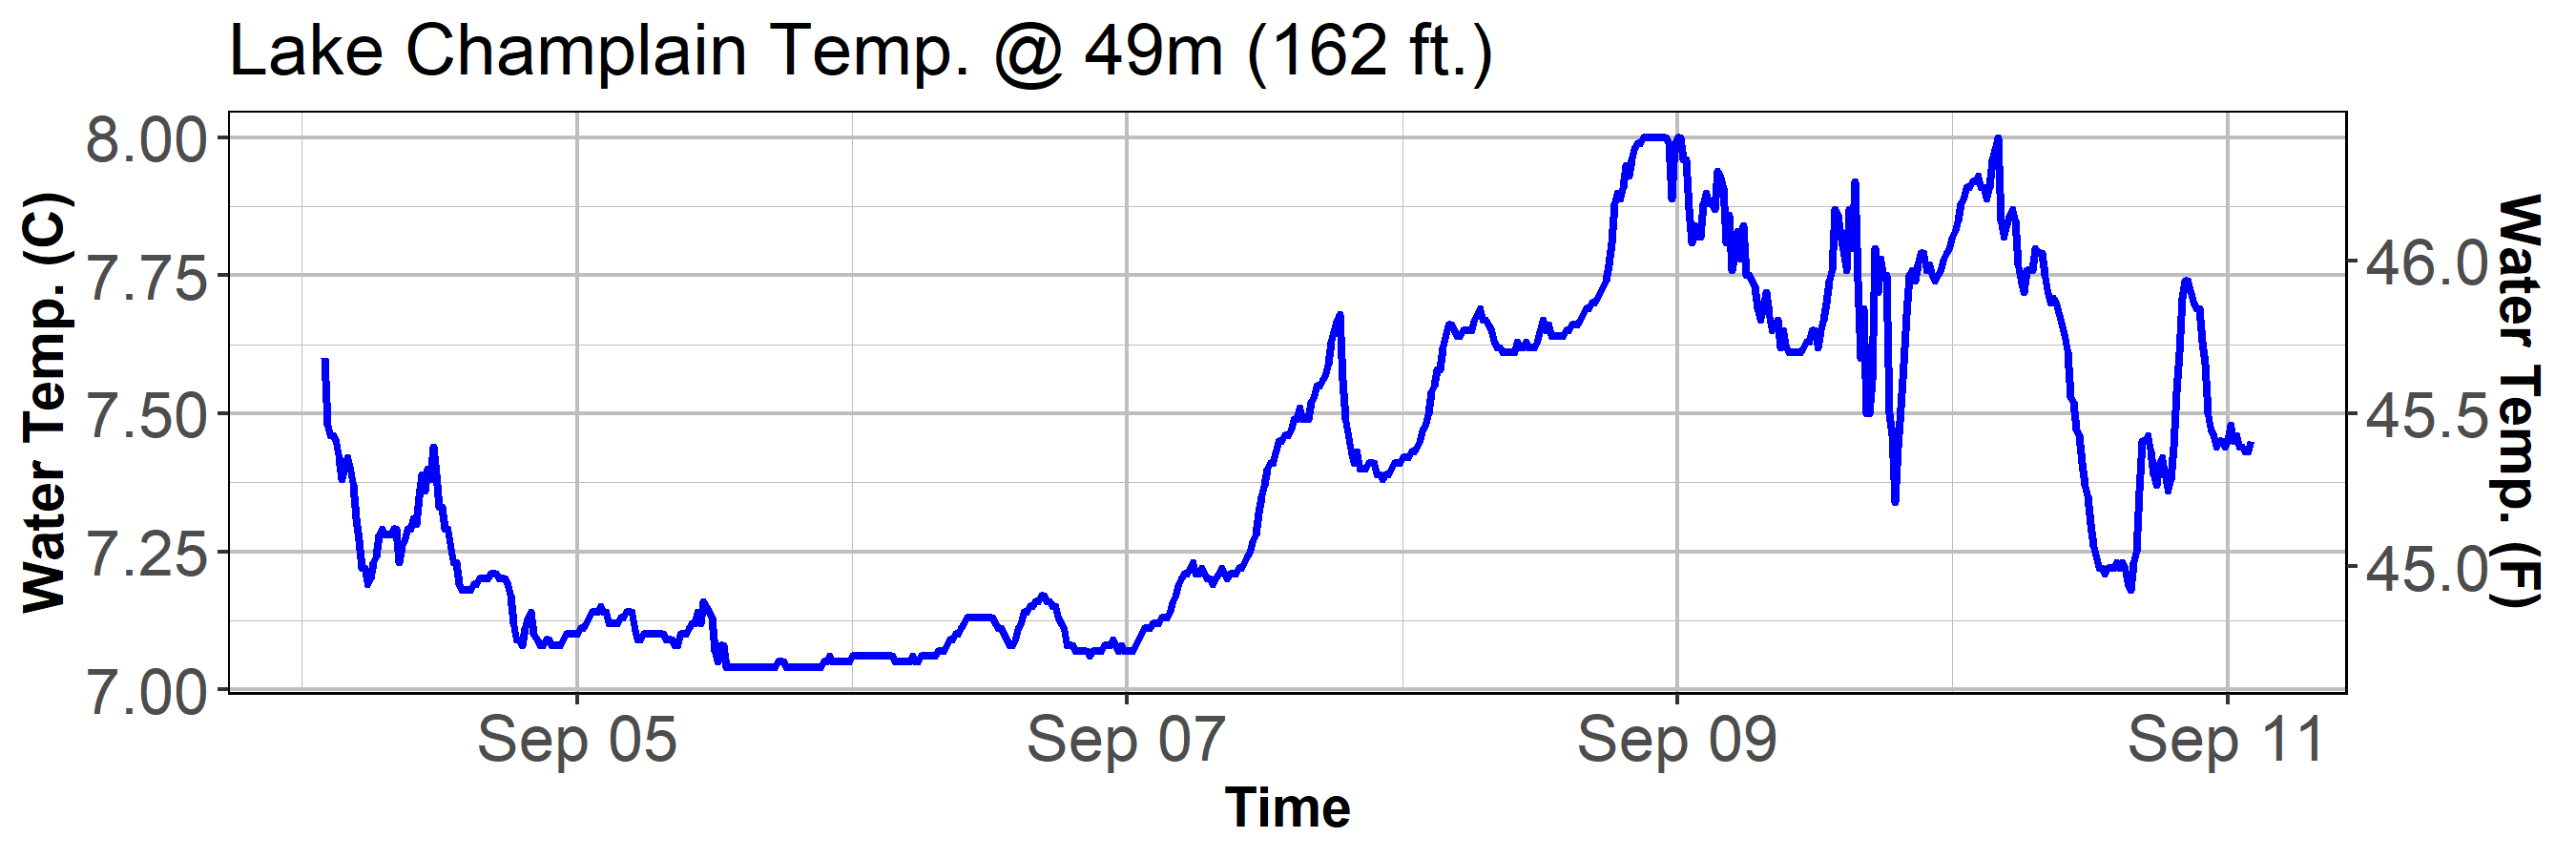 Lake Champlain Temp. @ 49m (162 ft.)
Water Temp. (C)
8.00
7.75
7.50
7.25
7.00
46.0
45.5
45.0
Water Temp. (F)
Sep 05
Sep 07
Sep 09
Sep 11
Time